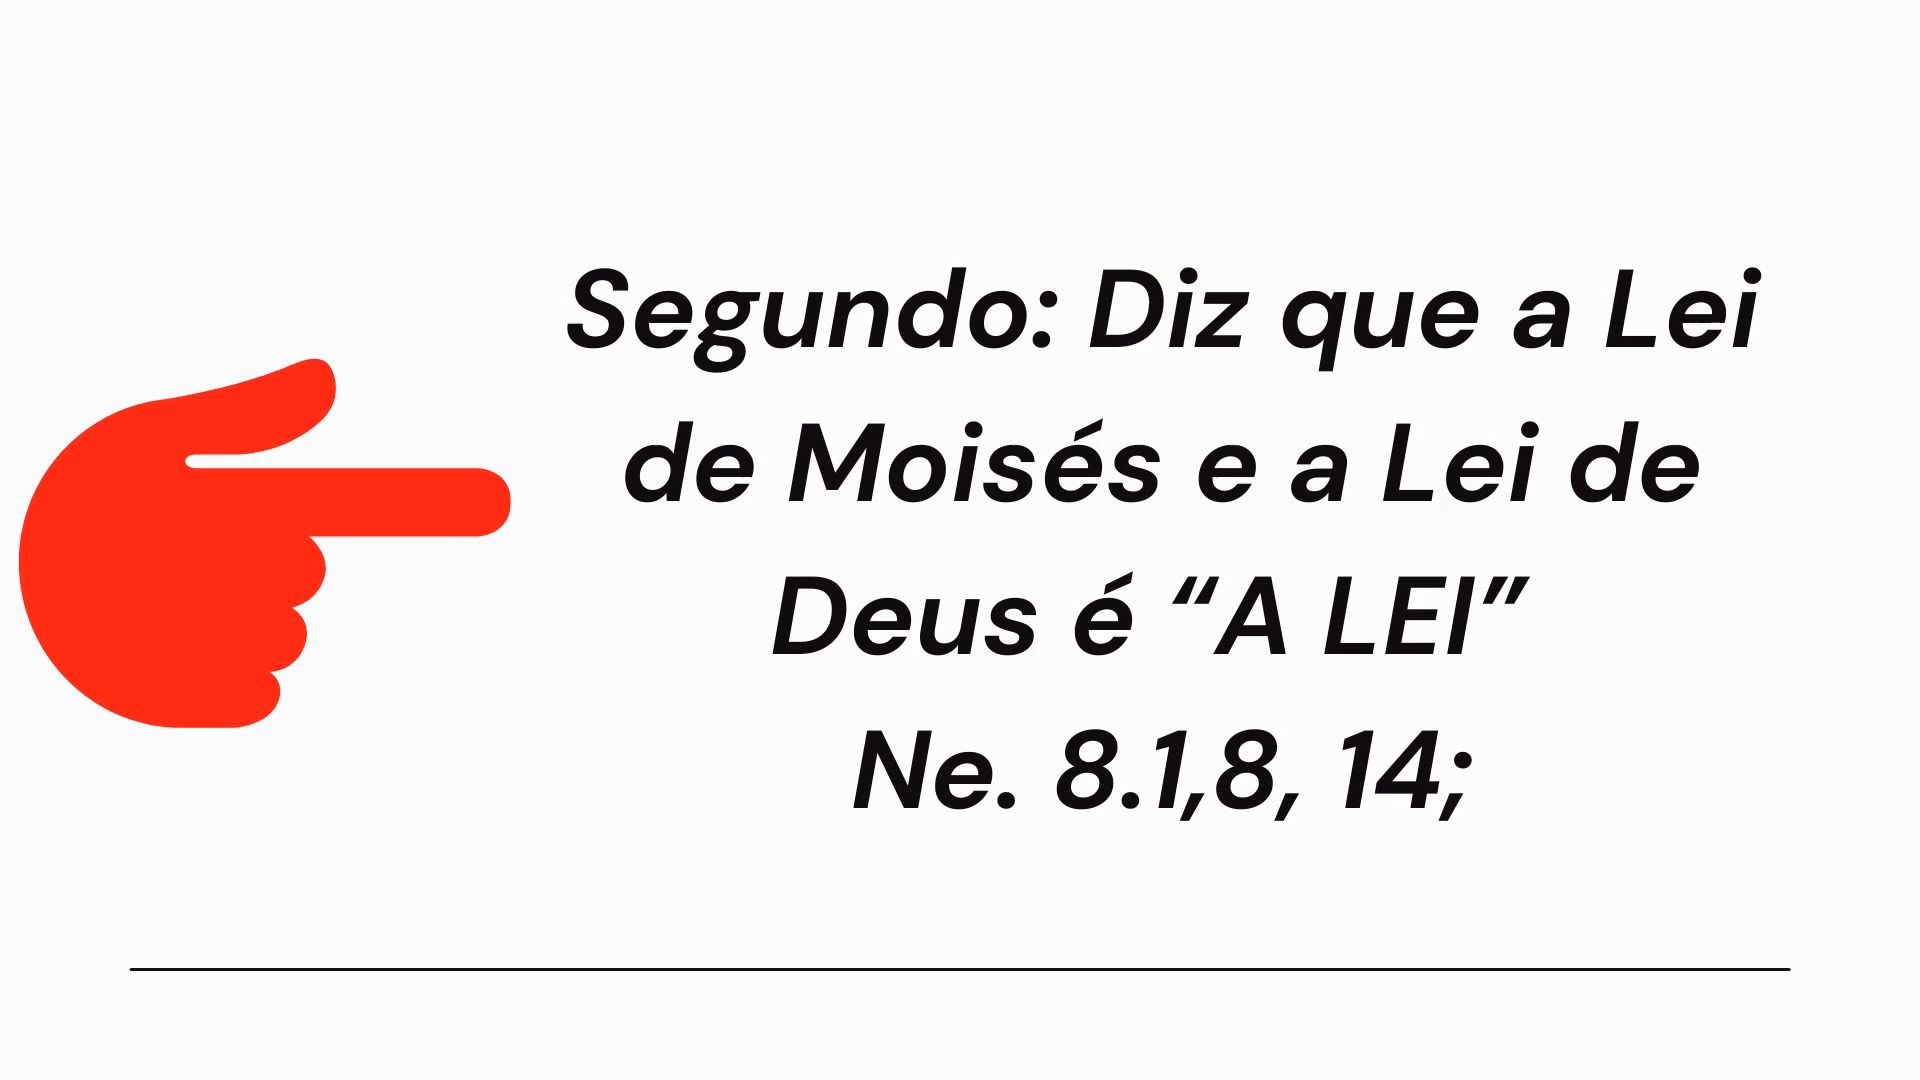 Segundo: Diz que a Lei
de Moisés e a Lei de
Deus é “A LEI”
Ne. 8.1,8, 14;